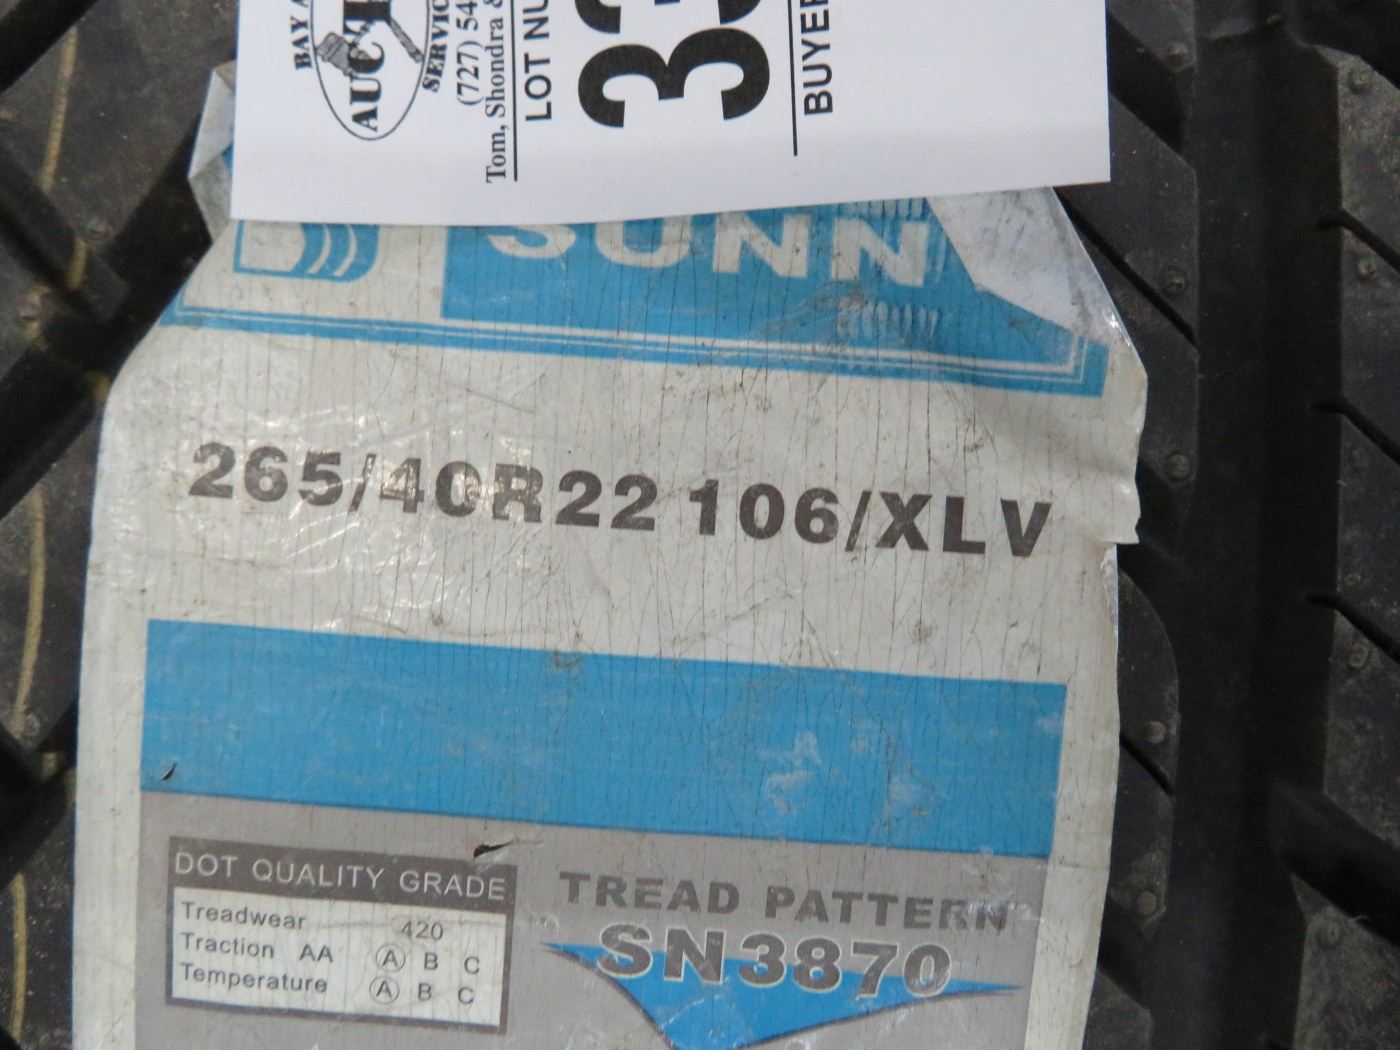 BAY A
AUCT
SERVIC
(727) 54
Tom, Shondra &
LOT NU
33
BUYER
SUNN
265/40R22 106/XLV
DOT QUALITY GRADE
Treadwear 420
Traction AA A B C
Temperature A B C
TREAD PATTERN
SN3870